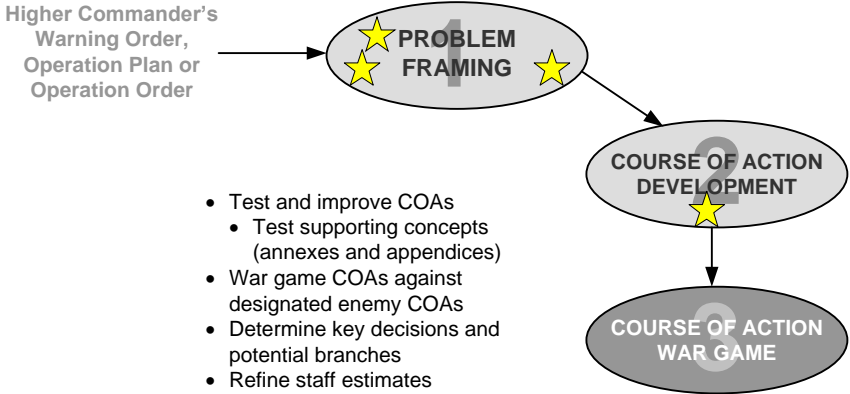 Higher Commander's
Warning Order,
Operation Plan or
Operation Order
1
PROBLEM
FRAMING
2
COURSE OF ACTION
DEVELOPMENT
• Test and improve COAs
• Test supporting concepts
(annexes and appendices)
• War game COAs against
designated enemy COAs
• Determine key decisions and
potential branches
• Refine staff estimates
3
COURSE OF ACTION
WAR GAME